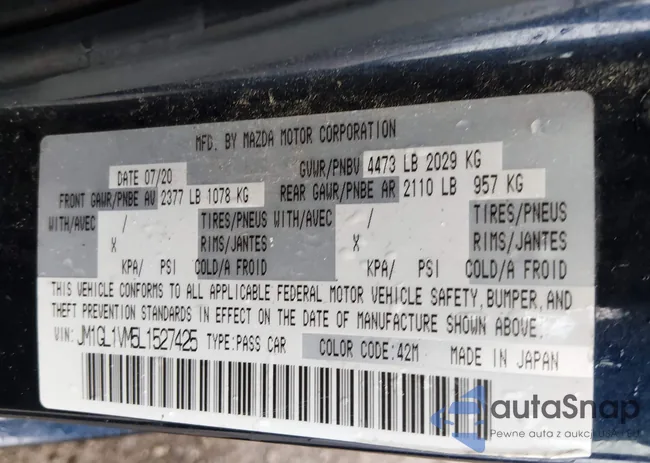 MFD. BY MAZDA MOTOR CORPORATION
DATE 07/20 GVWR/PNBV 4473 LB 2029 KG
FRONT GAWR/PNBE AV 2377 LB 1078 KG REAR GAWR/PNBE AR 2110 LB 957 KG
WITH/AVEC / TIRES/PNEUS WITH/AVEC / TIRES/PNEUS
X RIMS/JANTES X RIMS/JANTES
KPA/ PSI COLD/A FROID KPA/ PSI COLD/A FROID
THIS VEHICLE CONFORMS TO ALL APPLICABLE FEDERAL MOTOR VEHICLE SAFETY, BUMPER, AND
THEFT PREVENTION STANDARDS IN EFFECT ON THE DATE OF MANUFACTURE SHOWN ABOVE.
VIN: JM1GL1VM5L1527425 TYPE:PASS CAR COLOR CODE:42M MADE IN JAPAN
autaSnap
Pewne auta z aukcji